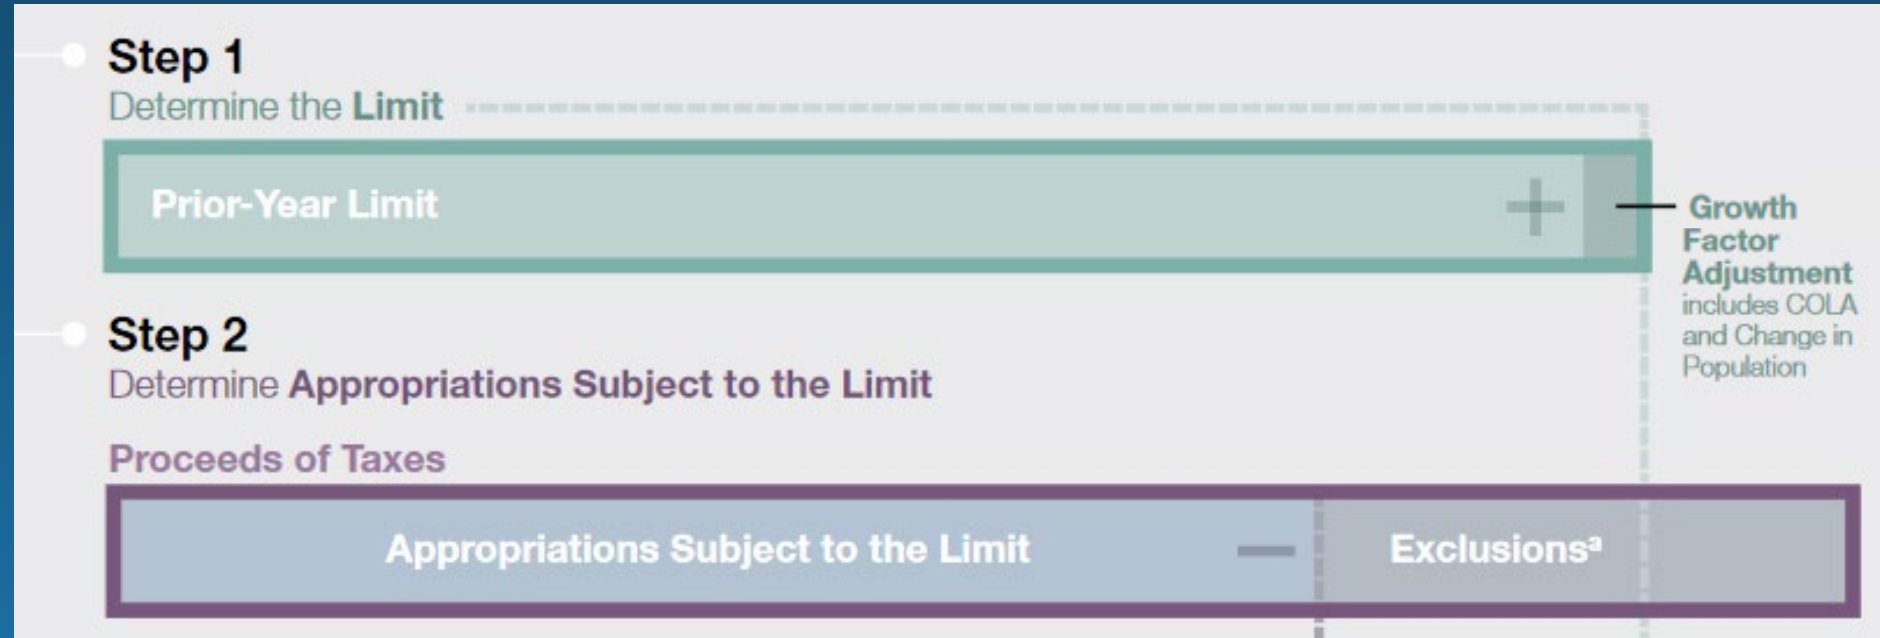 Step 1
Determine the Limit
Prior-Year Limit
+
Growth
Factor
Adjustment
includes COLA
and Change in
Population
Step 2
Determine Appropriations Subject to the Limit
Proceeds of Taxes
Appropriations Subject to the Limit — Exclusionsᵃ